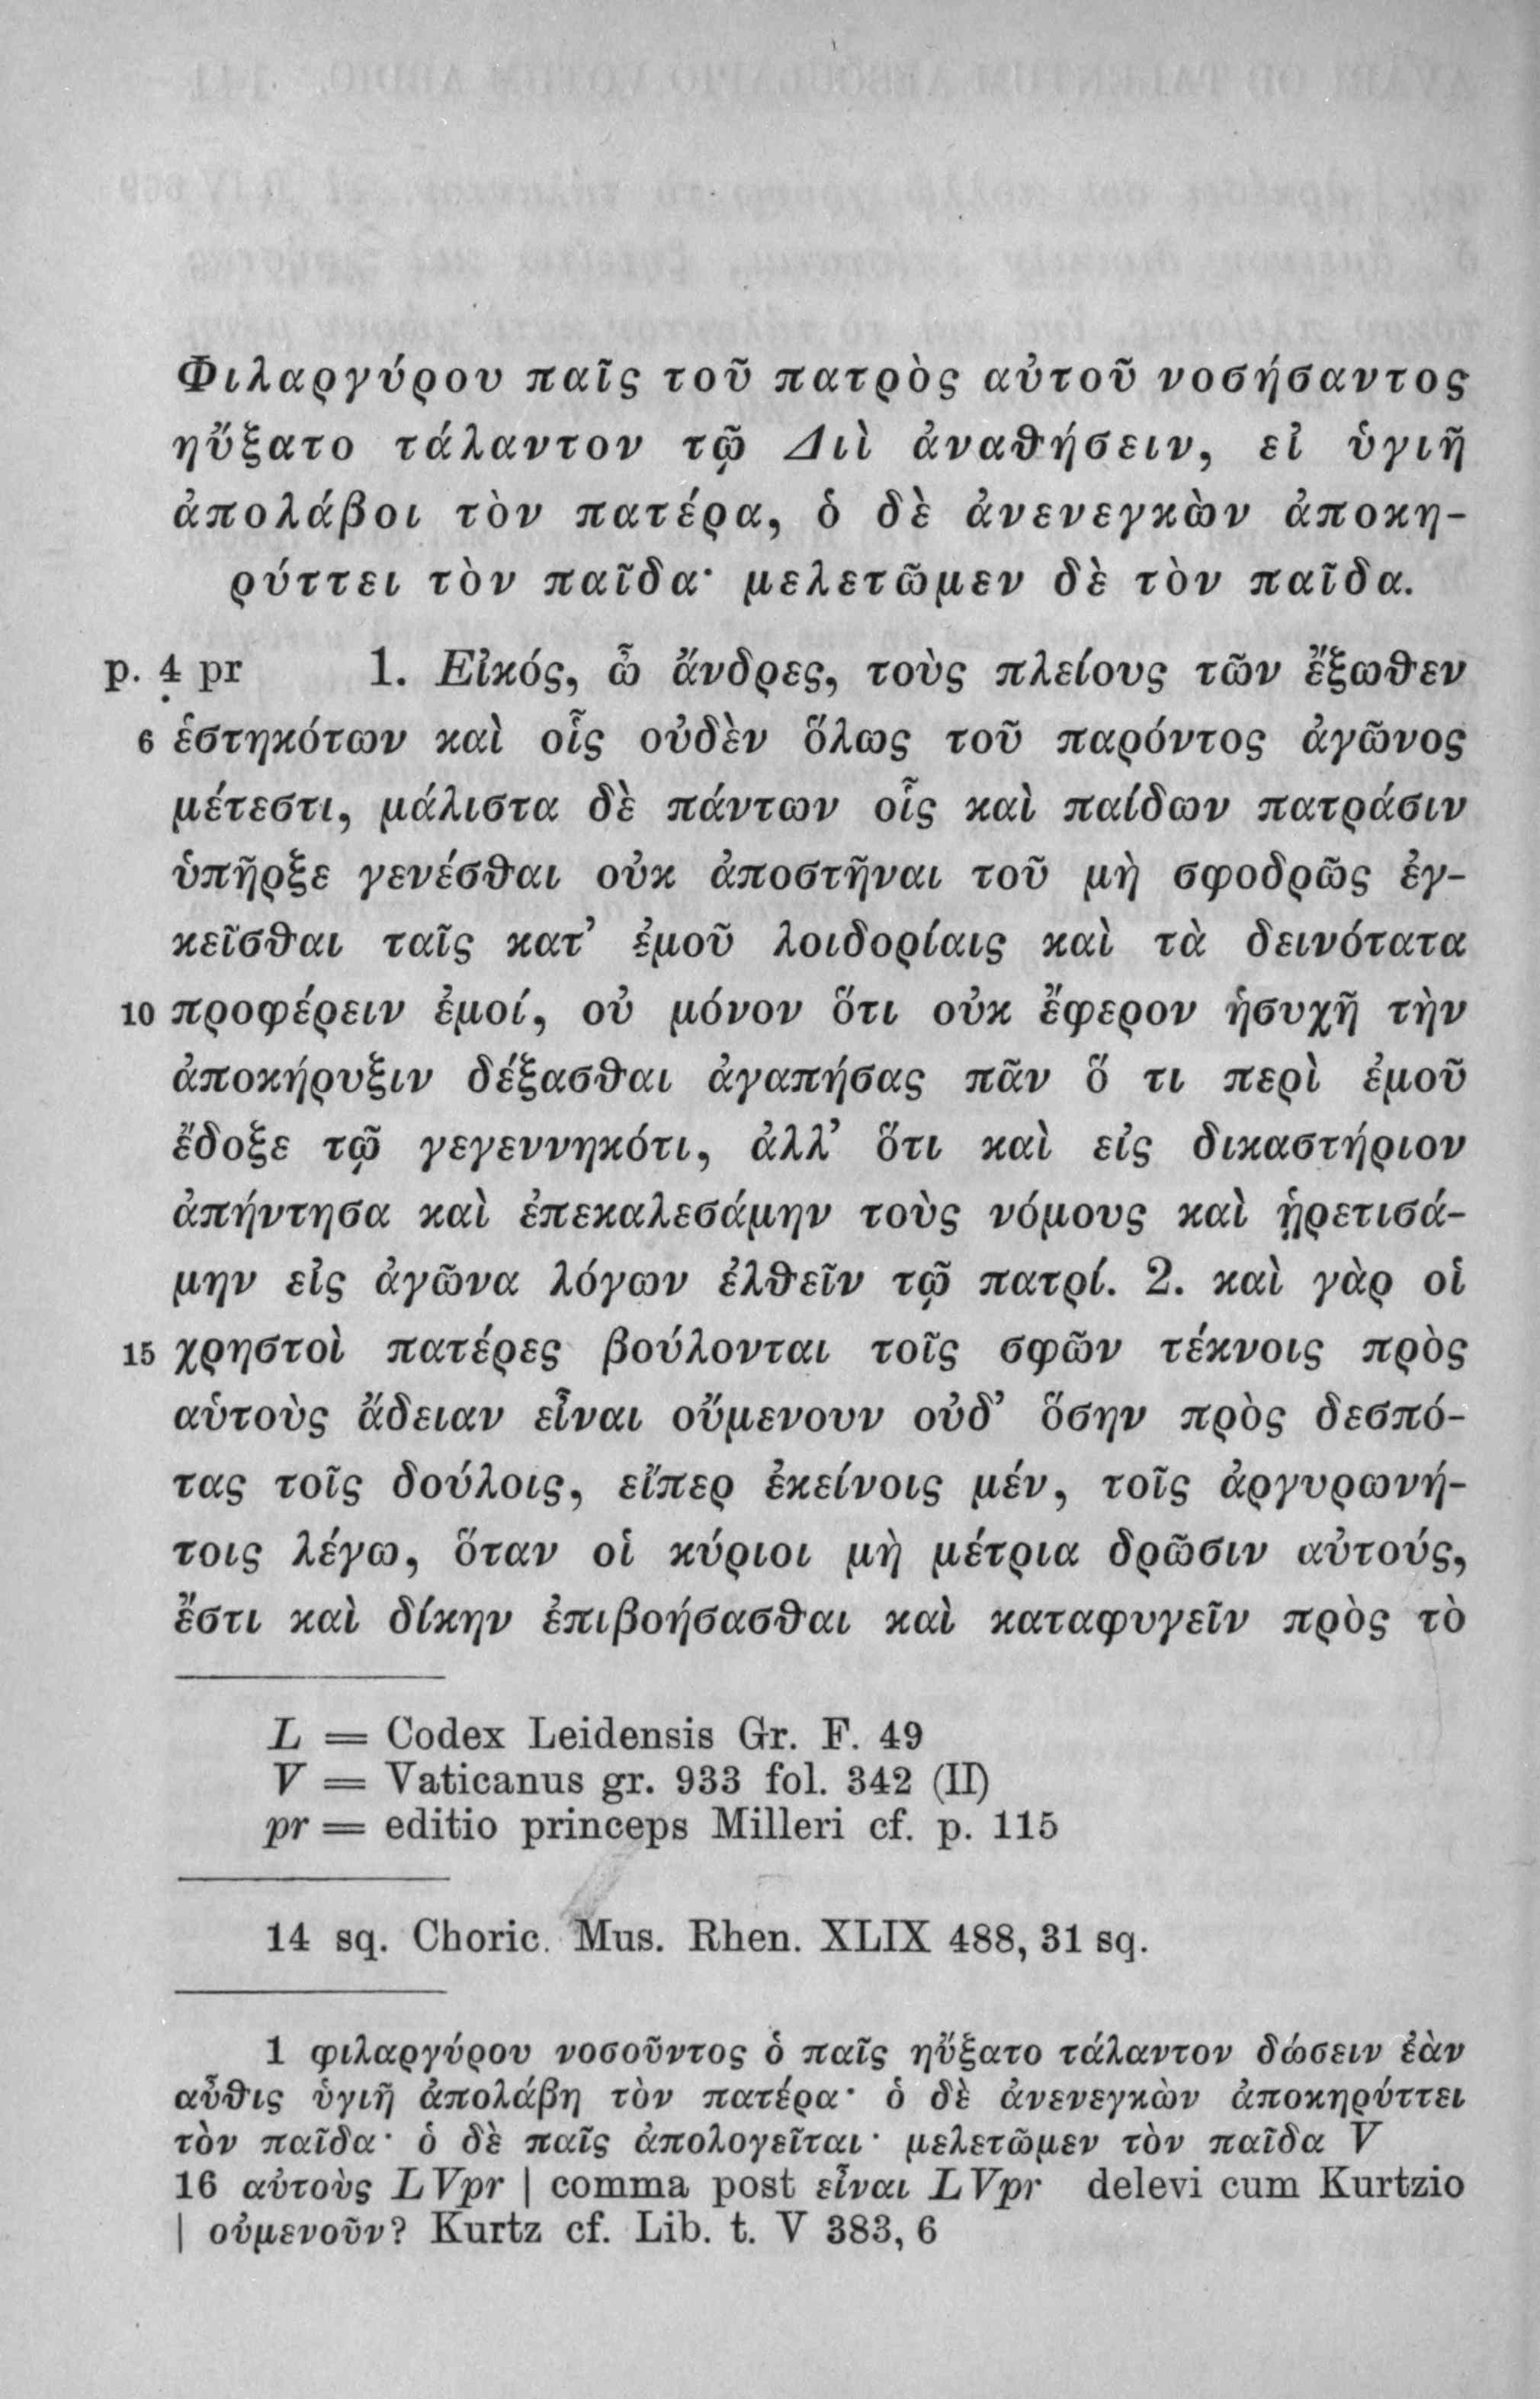 Φιλαργύρου παῖς τοῦ πατρὸς αὐτοῦ νοσήσαντος
ηὔξατο τάλαντον τῷ Διὶ ἀναθήσειν, εἰ ὑγιῆ
ἀπολάβοι τὸν πατέρα, ὁ δὲ ἀνενεγκὼν ἀποκη-
ρύττει τὸν παῖδα· μελετῶμεν δὲ τὸν παῖδα.
p. 4 pr 1. Εἰκός, ὦ ἄνδρες, τοὺς πλείους τῶν ἔξωθεν
6 ἑστηκότων καὶ οἷς οὐδὲν ὅλως τοῦ παρόντος ἀγῶνος
μέτεστι, μάλιστα δὲ πάντων οἷς καὶ παίδων πατράσιν
ὑπῆρξε γενέσθαι οὐκ ἀποστῆναι τοῦ μὴ σφοδρῶς ἐγ-
κεῖσθαι ταῖς κατ’ ἐμοῦ λοιδορίαις καὶ τὰ δεινότατα
10 προφέρειν ἐμοί, οὐ μόνον ὅτι οὐκ ἔφερον ἡσυχῆ τὴν
ἀποκήρυξιν δέξασθαι ἀγαπήσας πᾶν ὅ τι περὶ ἐμοῦ
ἔδοξε τῷ γεγεννηκότι, ἀλλ’ ὅτι καὶ εἰς δικαστήριον
ἀπήντησα καὶ ἐπεκαλεσάμην τοὺς νόμους καὶ ᾑρετισά-
μην εἰς ἀγῶνα λόγων ἐλθεῖν τῷ πατρί. 2. καὶ γὰρ οἱ
15 χρηστοὶ πατέρες βούλονται τοῖς σφῶν τέκνοις πρὸς
αὑτοὺς ἄδειαν εἶναι οὔμενουν οὐδ’ ὅσην πρὸς δεσπό-
τας τοῖς δούλοις, εἴπερ ἐκείνοις μέν, τοῖς ἀργυρωνή-
τοις λέγω, ὅταν οἱ κύριοι μὴ μέτρια δρῶσιν αὐτούς,
ἔστι καὶ δίκην ἐπιβοήσασθαι καὶ καταφυγεῖν πρὸς τὸ
L = Codex Leidensis Gr. F. 49
V = Vaticanus gr. 933 fol. 342 (II)
pr = editio princeps Milleri cf. p. 115
14 sq. Choric. Mus. Rhen. XLIX 488, 31 sq.
1 φιλαργύρου νοσοῦντος ὁ παῖς ηὔξατο τάλαντον δώσειν ἐὰν
αὖθις ὑγιῆ ἀπολάβη τὸν πατέρα· ὁ δὲ ἀνενεγκὼν ἀποκηρύττει
τὸν παῖδα· ὁ δὲ παῖς ἀπολογεῖται· μελετῶμεν τὸν παῖδα V
16 αὐτοὺς LVpr | comma post εἶναι LVpr delevi cum Kurtzio
| οὐμενοῦν? Kurtz cf. Lib. t. V 383, 6